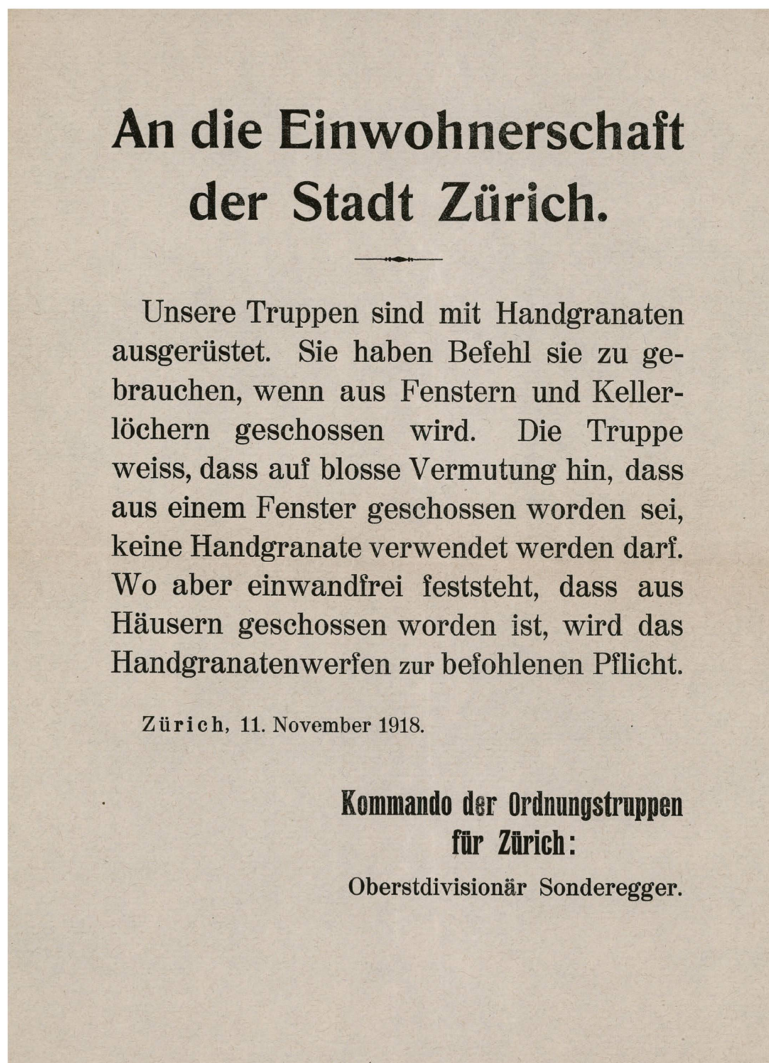 An die Einwohnerschaft
der Stadt Zürich.
Unsere Truppen sind mit Handgranaten
ausgerüstet. Sie haben Befehl sie zu ge-
brauchen, wenn aus Fenstern und Keller-
löchern geschossen wird. Die Truppe
weiss, dass auf blosse Vermutung hin, dass
aus einem Fenster geschossen worden sei,
keine Handgranate verwendet werden darf.
Wo aber einwandfrei feststeht, dass aus
Häusern geschossen worden ist, wird das
Handgranatenwerfen zur befohlenen Pflicht.
Zürich, 11. November 1918.
Kommando der Ordnungstruppen
für Zürich:
Oberstdivisionär Sonderegger.